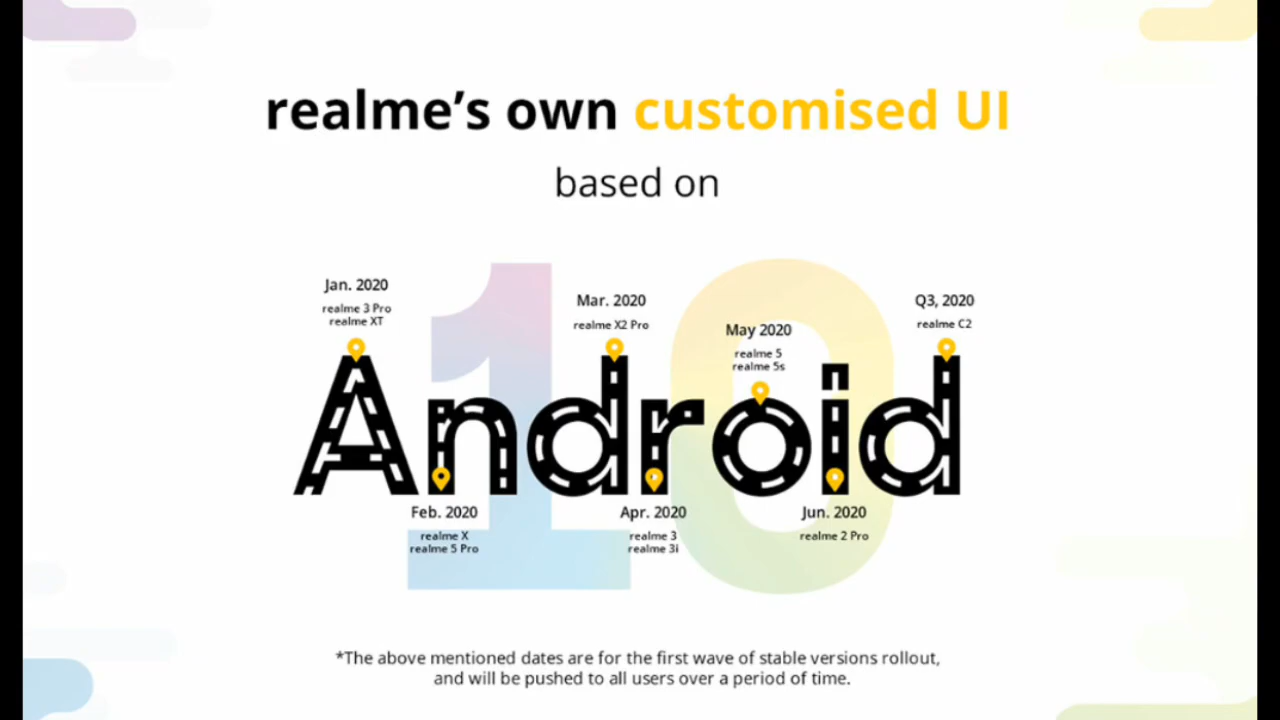 realme’s own customised UI
based on
10
Jan. 2020
realme 3 Pro
realme XT
Mar. 2020
realme X2 Pro
May 2020
realme 5
realme 5s
Q3, 2020
realme C2
Android
Feb. 2020
realme X
realme 5 Pro
Apr. 2020
realme 3
realme 3i
Jun. 2020
realme 2 Pro
*The above mentioned dates are for the first wave of stable versions rollout,
and will be pushed to all users over a period of time.